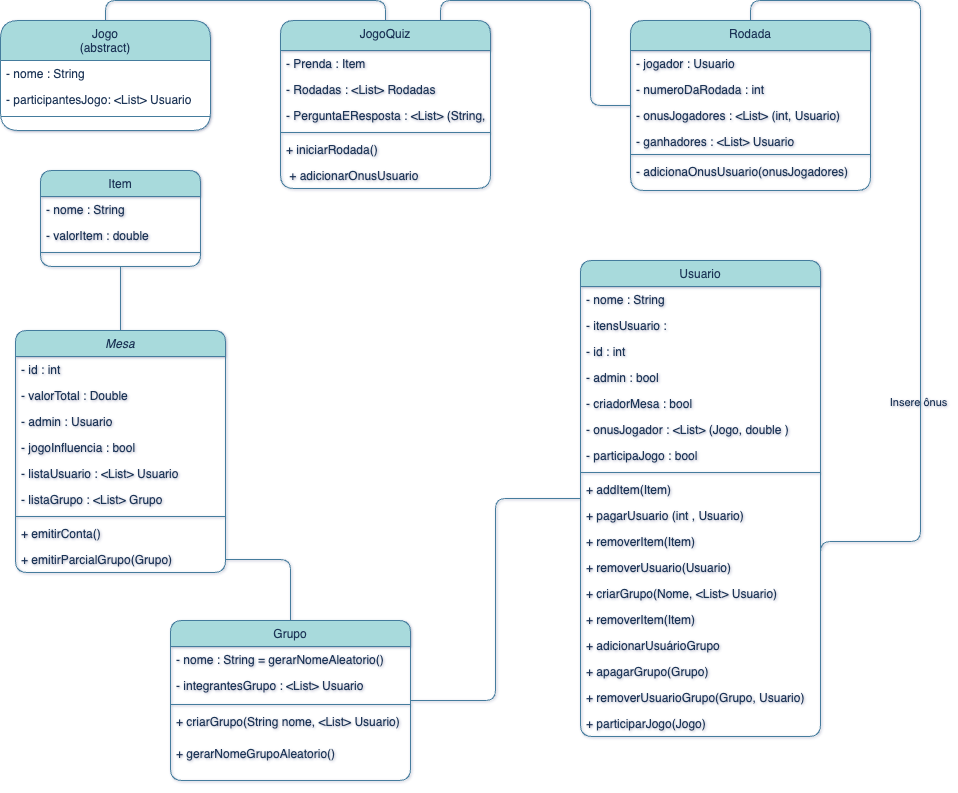 Jogo
(abstract)
- nome : String
- participantesJogo: <List> Usuario
JogoQuiz
- Prenda : Item
- Rodadas : <List> Rodadas
- PerguntaEResposta : <List> (String,
+ iniciarRodada()
+ adicionarOnusUsuario
Rodada
- jogador : Usuario
- numeroDaRodada : int
- onusJogadores : <List> (int, Usuario)
- ganhadores : <List> Usuario
- adicionaOnusUsuario(onusJogadores)
Item
- nome : String
- valorItem : double
Mesa
- id : int
- valorTotal : Double
- admin : Usuario
- jogoInfluencia : bool
- listaUsuario : <List> Usuario
- listaGrupo : <List> Grupo
+ emitirConta()
+ emitirParcialGrupo(Grupo)
Usuario
- nome : String
- itensUsuario :
- id : int
- admin : bool
- criadorMesa : bool
- onusJogador : <List> (Jogo, double )
- participaJogo : bool
+ addItem(Item)
+ pagarUsuario (int , Usuario)
+ removerItem(Item)
+ removerUsuario(Usuario)
+ criarGrupo(Nome, <List> Usuario)
+ removerItem(Item)
+ adicionarUsuárioGrupo
+ apagarGrupo(Grupo)
+ removerUsuarioGrupo(Grupo, Usuario)
+ participarJogo(Jogo)
Insere ônus
Grupo
- nome : String = gerarNomeAleatorio()
- integrantesGrupo : <List> Usuario
+ criarGrupo(String nome, <List> Usuario)
+ gerarNomeGrupoAleatorio()